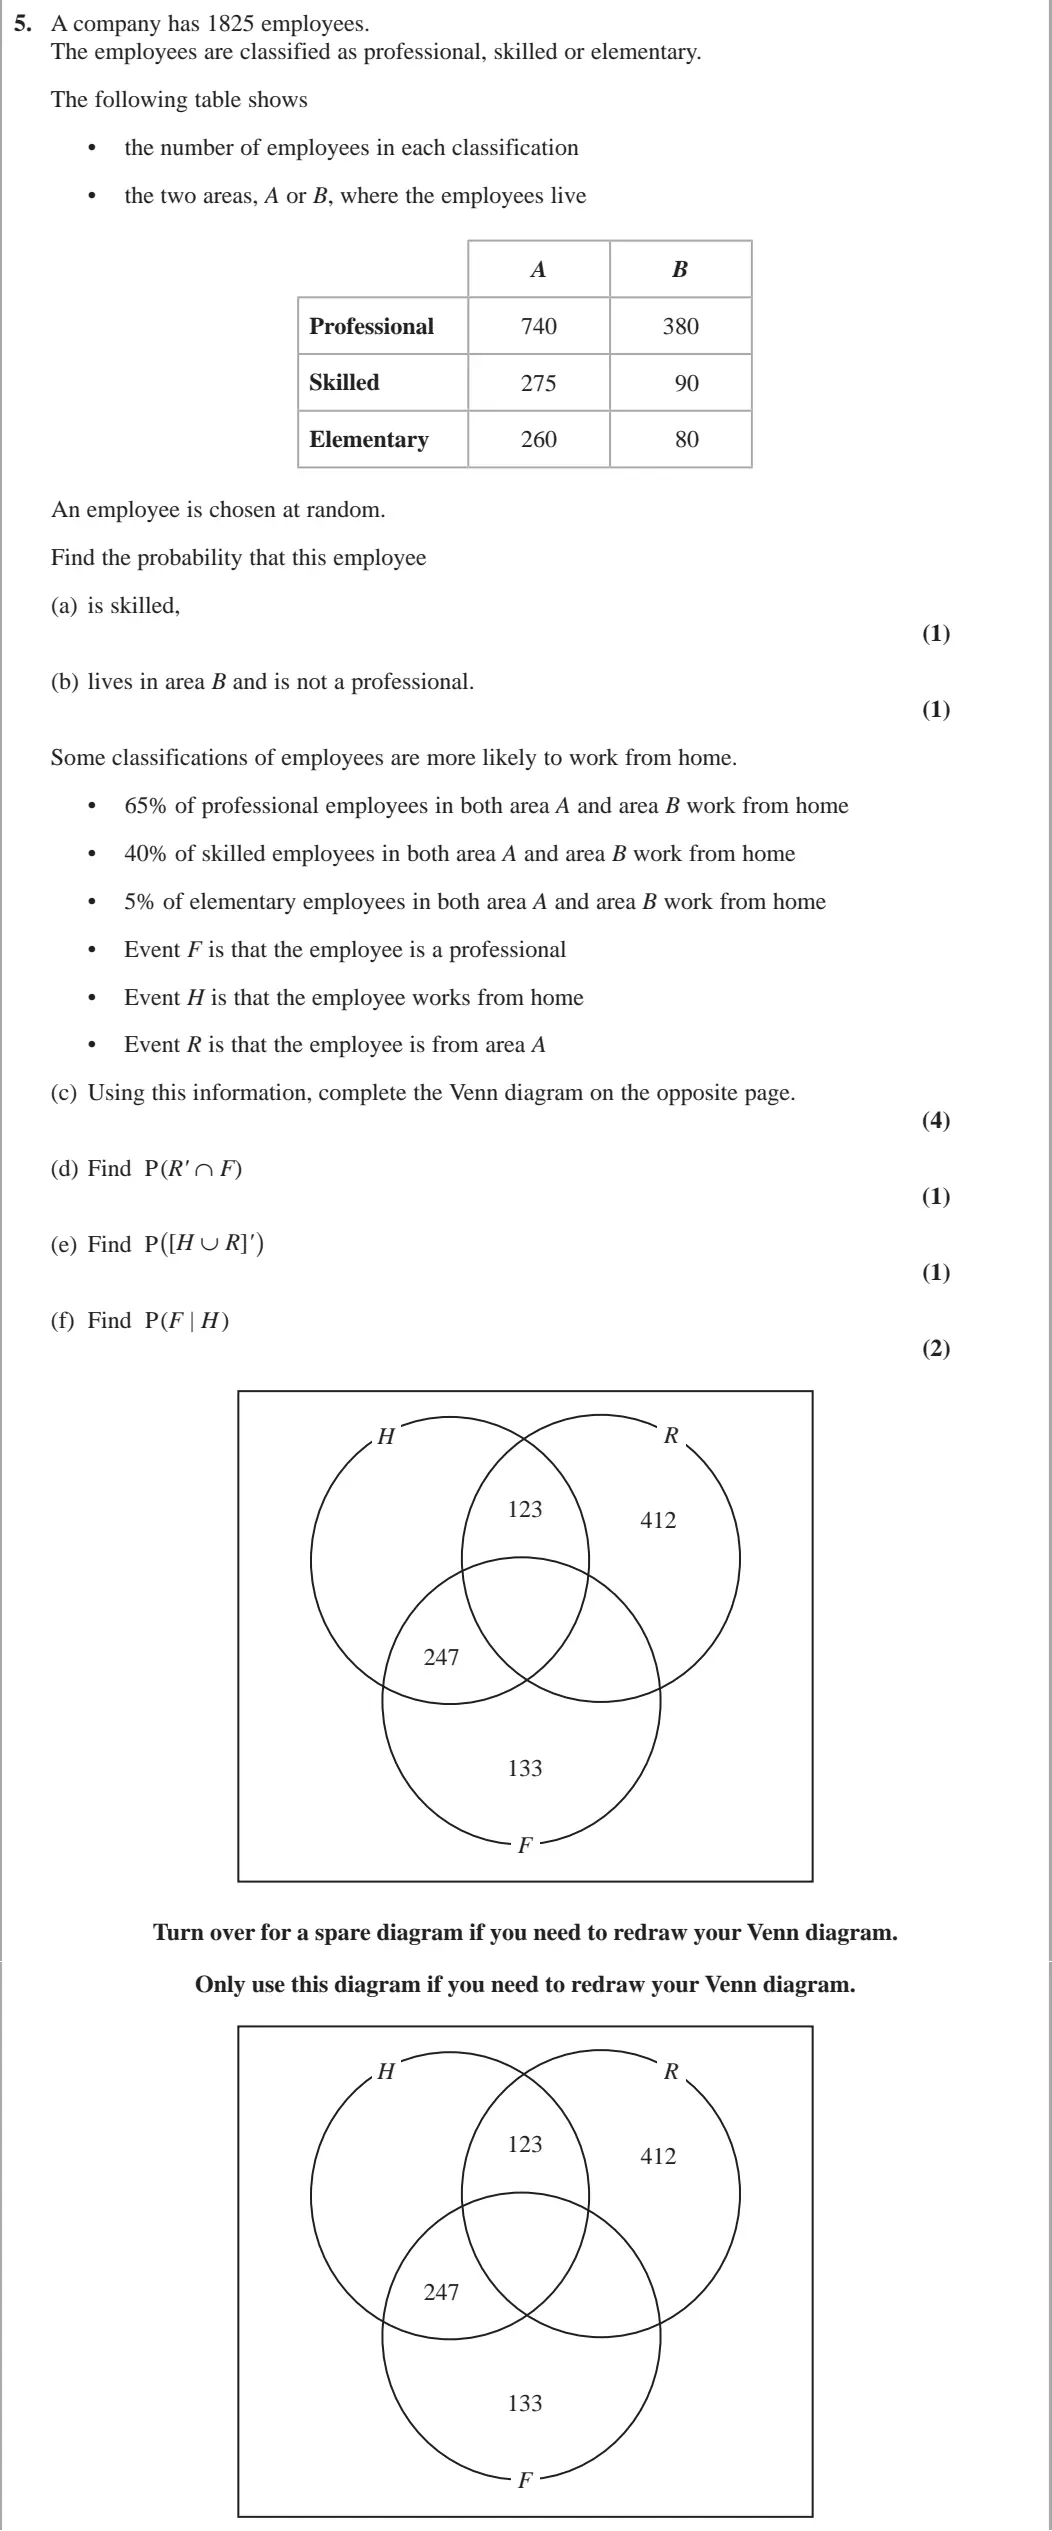 5. A company has 1825 employees.
The employees are classified as professional, skilled or elementary.
The following table shows
• the number of employees in each classification
• the two areas, A or B, where the employees live
A B
Professional 740 380
Skilled 275 90
Elementary 260 80
An employee is chosen at random.
Find the probability that this employee
(a) is skilled,
(1)
(b) lives in area B and is not a professional.
(1)
Some classifications of employees are more likely to work from home.
• 65% of professional employees in both area A and area B work from home
• 40% of skilled employees in both area A and area B work from home
• 5% of elementary employees in both area A and area B work from home
• Event F is that the employee is a professional
• Event H is that the employee works from home
• Event R is that the employee is from area A
(c) Using this information, complete the Venn diagram on the opposite page.
(4)
(d) Find P(R′ ∩ F)
(1)
(e) Find P([H ∪ R]′)
(1)
(f) Find P(F | H)
(2)
H R
123 412
247
133
F
Turn over for a spare diagram if you need to redraw your Venn diagram.
Only use this diagram if you need to redraw your Venn diagram.
H R
123 412
247
133
F